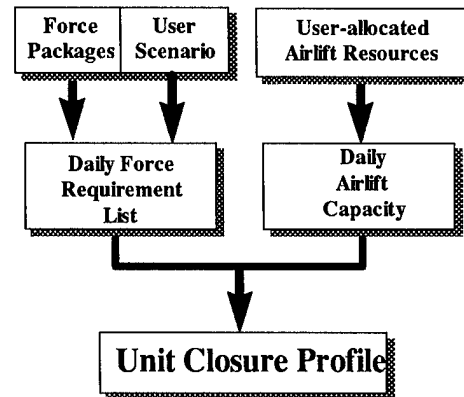 Force Packages
User Scenario
User-allocated
Airlift Resources
Daily Force
Requirement
List
Daily
Airlift
Capacity
Unit Closure Profile